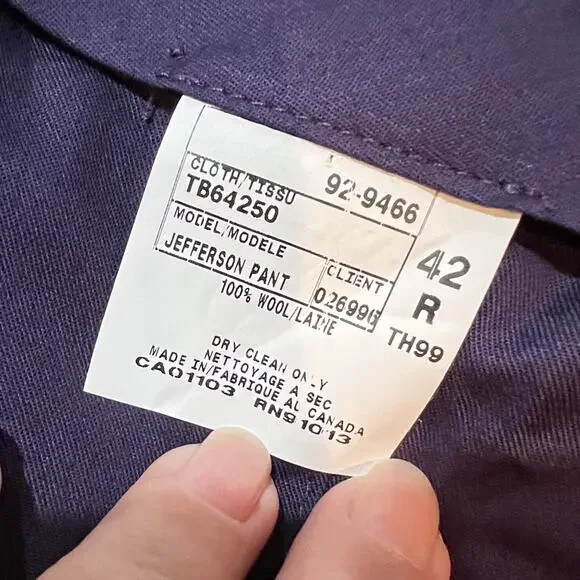 CLOTH/TISSU 92-9466
TB64250
MODEL/MODELE
JEFFERSON PANT
CLIENT
026996
100% WOOL/LAINE
42
R
TH99
DRY CLEAN ONLY
NETTOYAGE A SEC
MADE IN/FABRIQUE AU CANADA
CA01103 RN91013